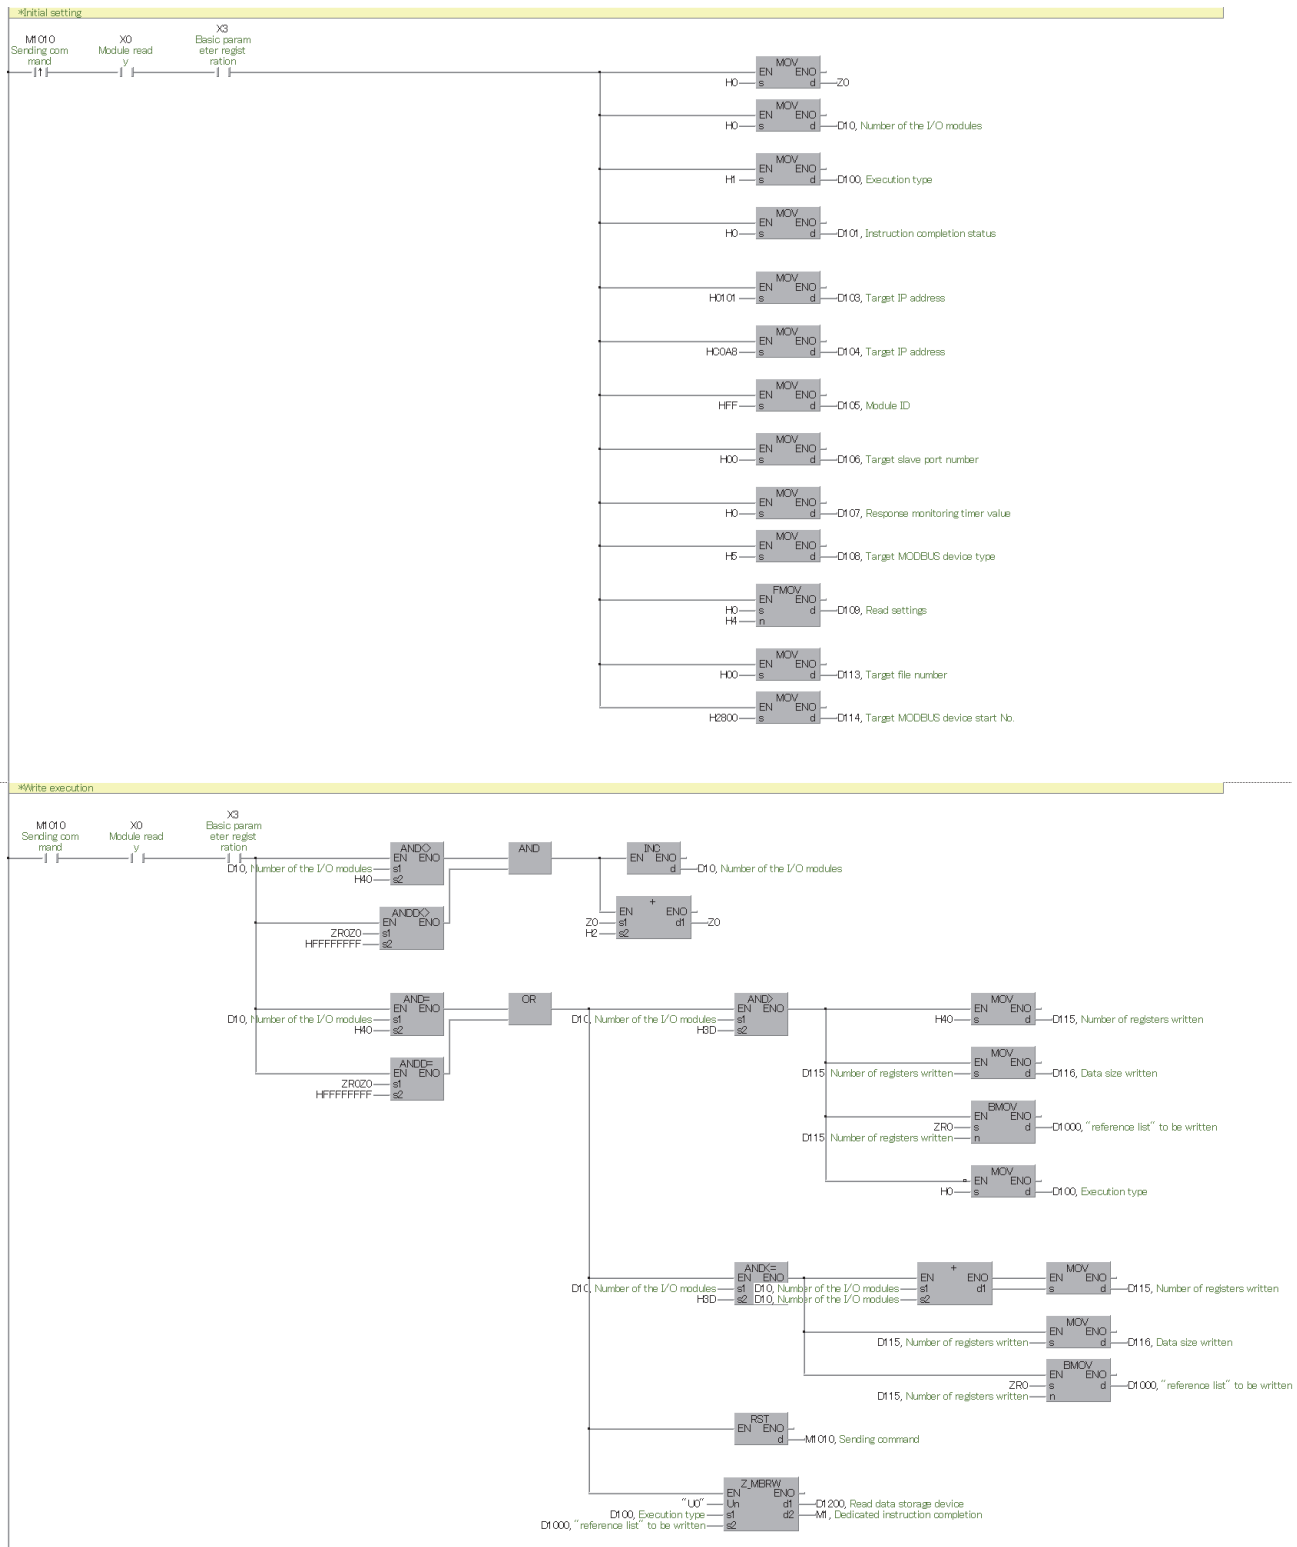 *Initial setting
M1010
Sending com
mand
X0
Module read
y
X3
Basic param
eter regist
ration
MOV
EN ENO
H0 s d Z0
MOV
EN ENO
H0 s d D10, Number of the I/O modules
MOV
EN ENO
H1 s d D100, Execution type
MOV
EN ENO
H0 s d D101, Instruction completion status
MOV
EN ENO
H0101 s d D103, Target IP address
MOV
EN ENO
HC0A8 s d D104, Target IP address
MOV
EN ENO
HFF s d D105, Module ID
MOV
EN ENO
H00 s d D106, Target slave port number
MOV
EN ENO
H0 s d D107, Response monitoring timer value
MOV
EN ENO
H5 s d D108, Target MODBUS device type
FMOV
EN ENO
H0 s d D109, Read settings
H4 n
MOV
EN ENO
H00 s d D113, Target file number
MOV
EN ENO
H2800 s d D114, Target MODBUS device start No.
*Write execution
M1010
Sending com
mand
X0
Module read
y
X3
Basic param
eter regist
ration
AND<>
EN ENO
D10, Number of the I/O modules s1
H40 s2
AND
INC
EN ENO
d D10, Number of the I/O modules
ANDD<>
EN ENO
ZR0Z0 s1
HFFFFFFFF s2
+
EN ENO
Z0 s1 d1 Z0
H2 s2
AND=
EN ENO
D10, Number of the I/O modules s1
H40 s2
OR
ANDD=
EN ENO
ZR0Z0 s1
HFFFFFFFF s2
AND>
EN ENO
D10, Number of the I/O modules s1
H3D s2
MOV
EN ENO
H40 s d D115, Number of registers written
MOV
EN ENO
D115 Number of registers written s d D116, Data size written
BMOV
EN ENO
ZR0 s d D1000, "reference list" to be written
D115 Number of registers written n
MOV
EN ENO
H0 s d D100, Execution type
AND<=
EN ENO
D10, Number of the I/O modules s1
H3D s2
+
EN ENO
D10, Number of the I/O modules s1 d1
D10, Number of the I/O modules s2
MOV
EN ENO
s d D115, Number of registers written
MOV
EN ENO
D115, Number of registers written s d D116, Data size written
BMOV
EN ENO
ZR0 s d D1000, "reference list" to be written
D115, Number of registers written n
RST
EN ENO
d M1010, Sending command
Z_MBRW
EN ENO
"U0" Un d1 D1200, Read data storage device
D100, Execution type s1 d2 M1, Dedicated instruction completion
D1000, "reference list" to be written s2